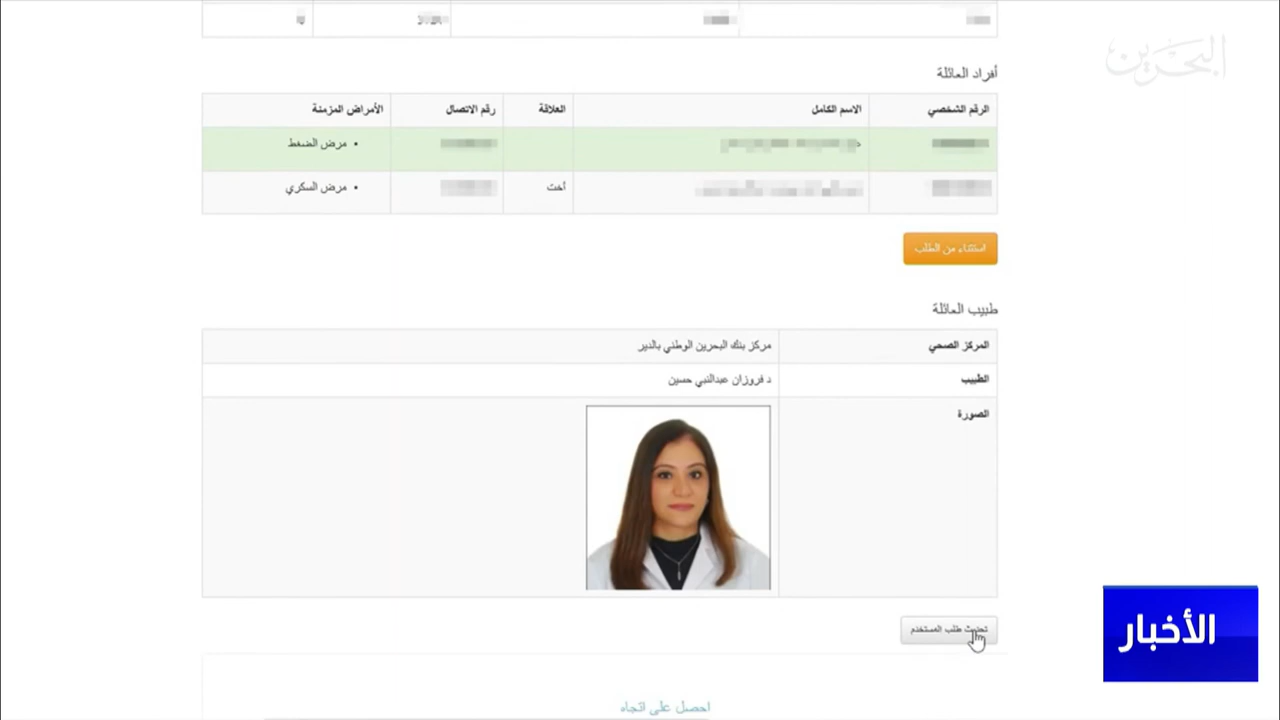 البحرين
أفراد العائلة
الرقم الشخصي الاسم الكامل العلاقة رقم الاتصال الأمراض المزمنة
• مرض الضغط
أخت • مرض السكري
استثناء من الطلب
طبيب العائلة
المركز الصحي مركز بنك البحرين الوطني بالدير
الطبيب د فروزان عبدالنبي حسين
الصورة
تحديث طلب المستخدم
الأخبار
احصل على اتجاه